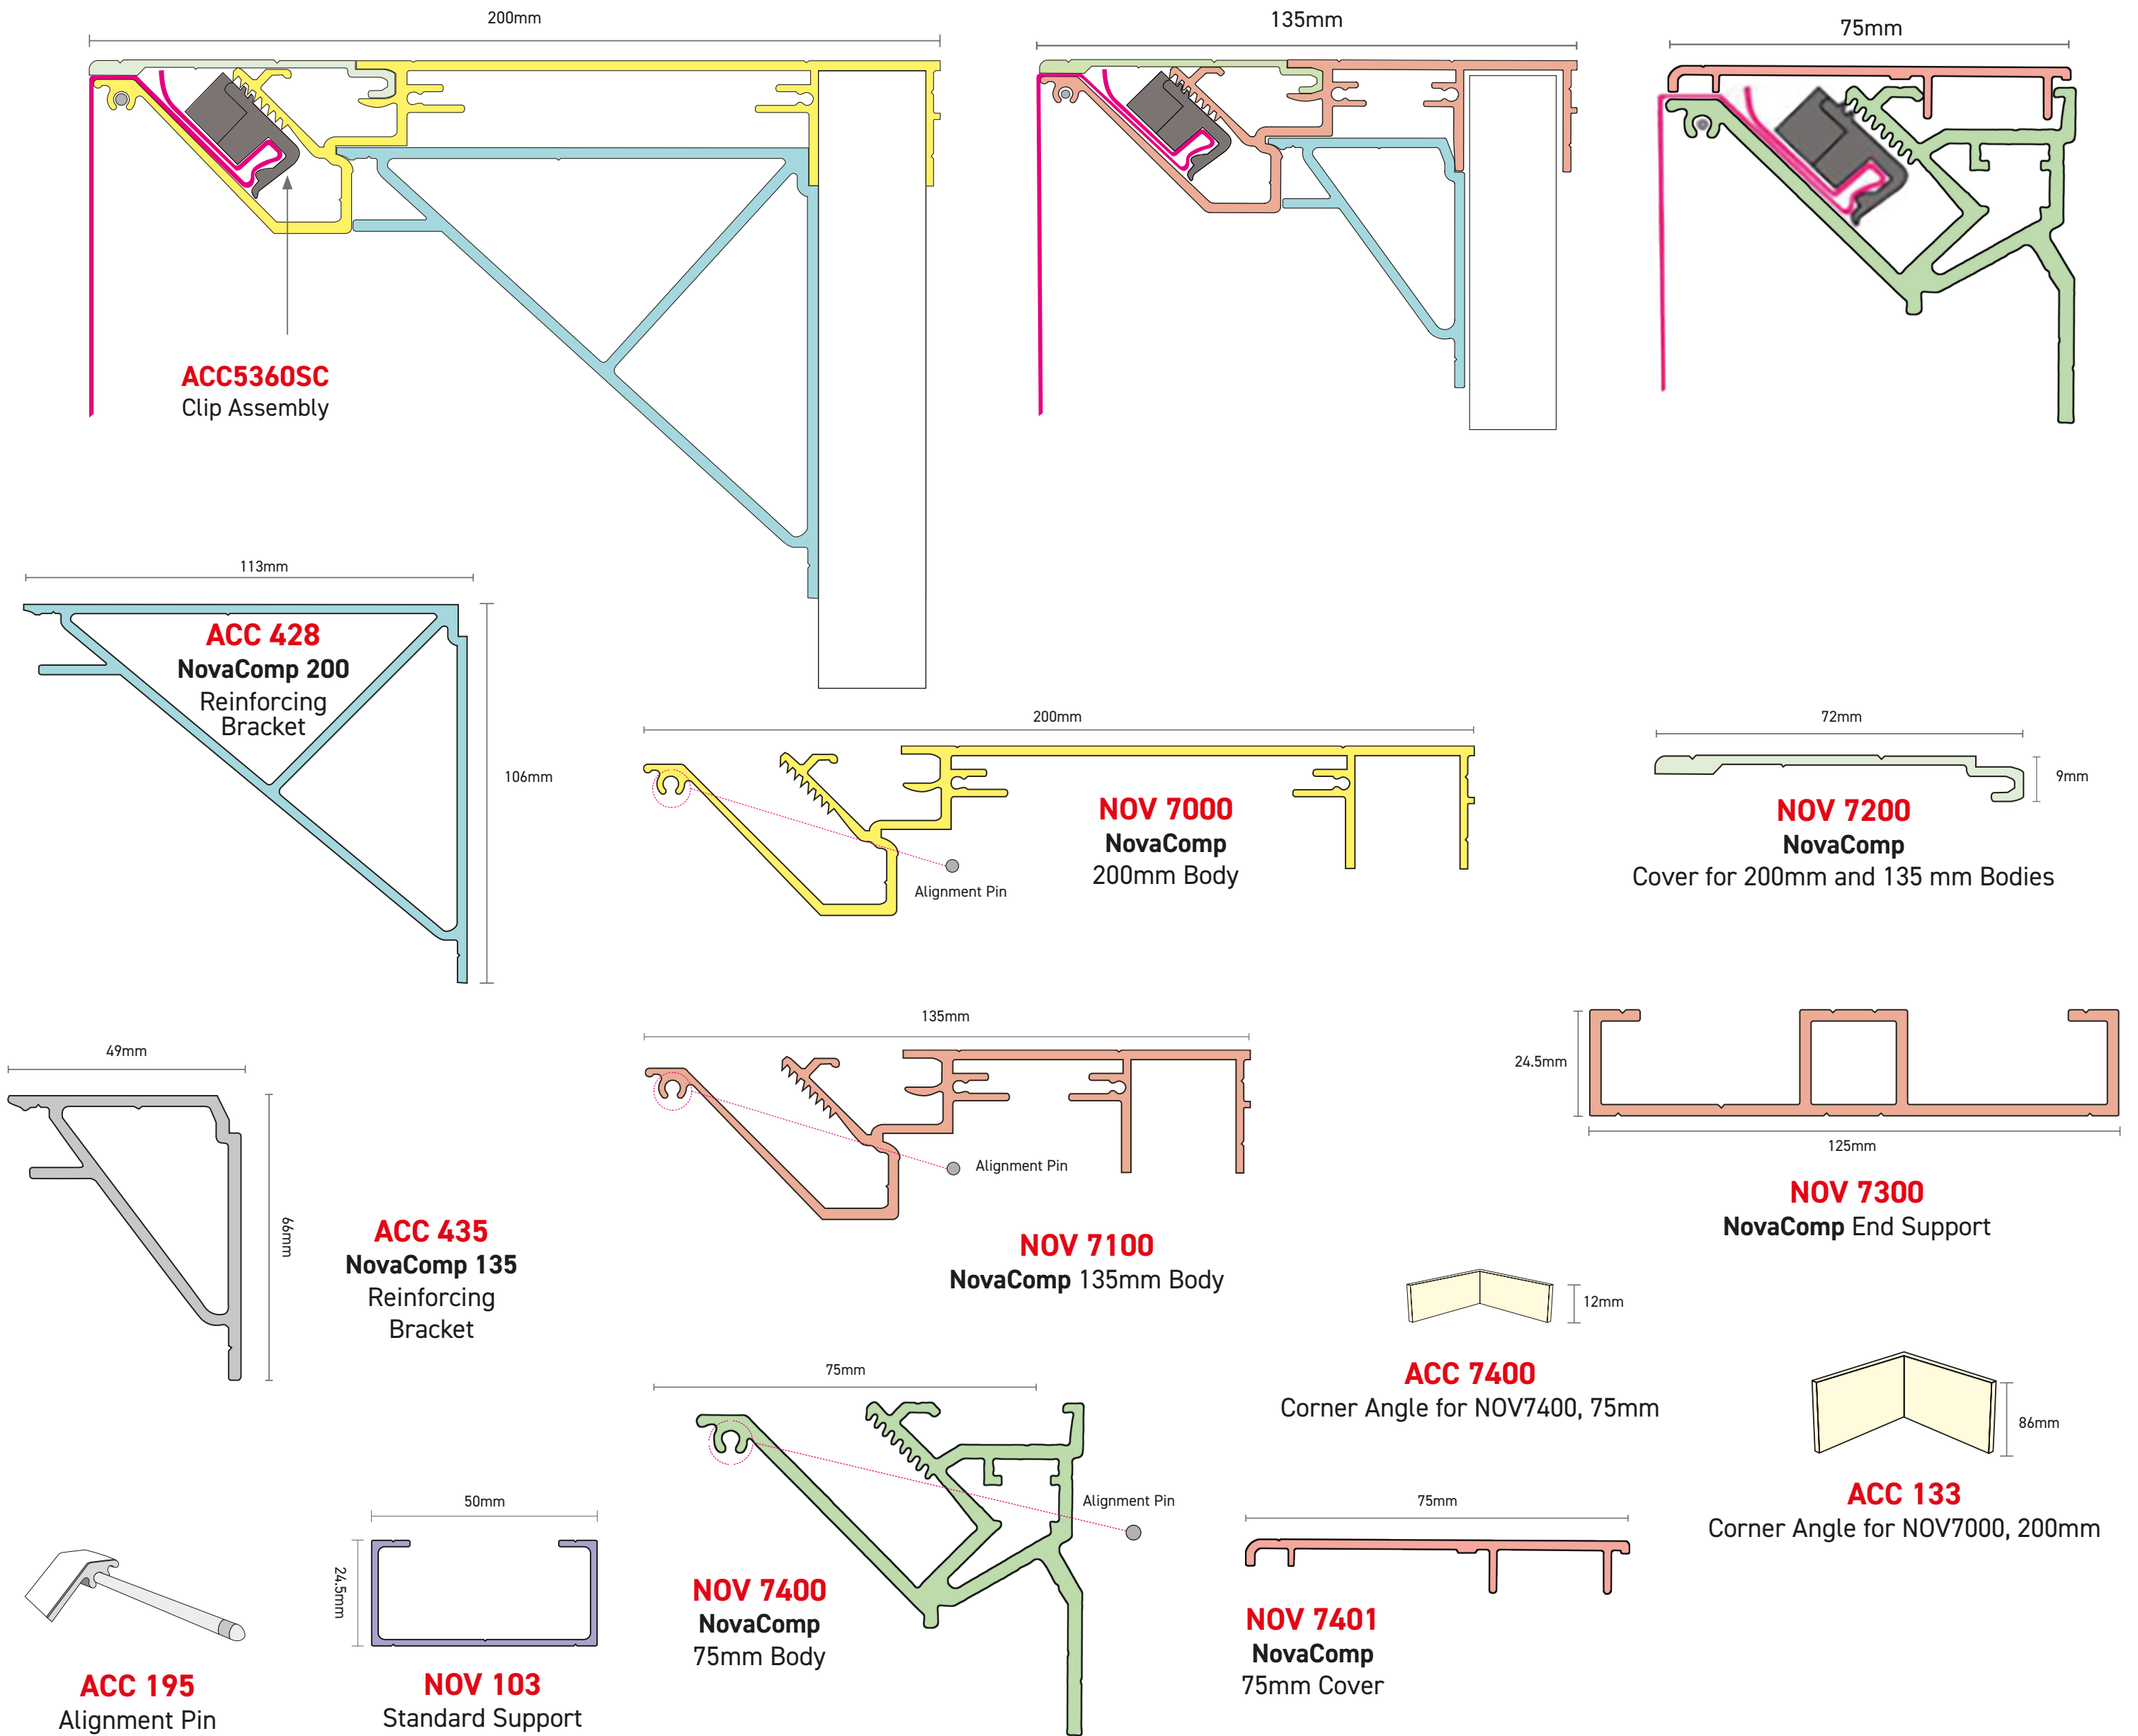 200mm
135mm
75mm
ACC5360SC
Clip Assembly
113mm
ACC 428
NovaComp 200
Reinforcing
Bracket
106mm
200mm
NOV 7000
NovaComp
200mm Body
Alignment Pin
72mm
9mm
NOV 7200
NovaComp
Cover for 200mm and 135 mm Bodies
49mm
66mm
ACC 435
NovaComp 135
Reinforcing
Bracket
135mm
Alignment Pin
NOV 7100
NovaComp 135mm Body
24.5mm
125mm
NOV 7300
NovaComp End Support
12mm
ACC 7400
Corner Angle for NOV7400, 75mm
86mm
ACC 133
Corner Angle for NOV7000, 200mm
ACC 195
Alignment Pin
50mm
24.5mm
NOV 103
Standard Support
75mm
Alignment Pin
NOV 7400
NovaComp
75mm Body
75mm
NOV 7401
NovaComp
75mm Cover